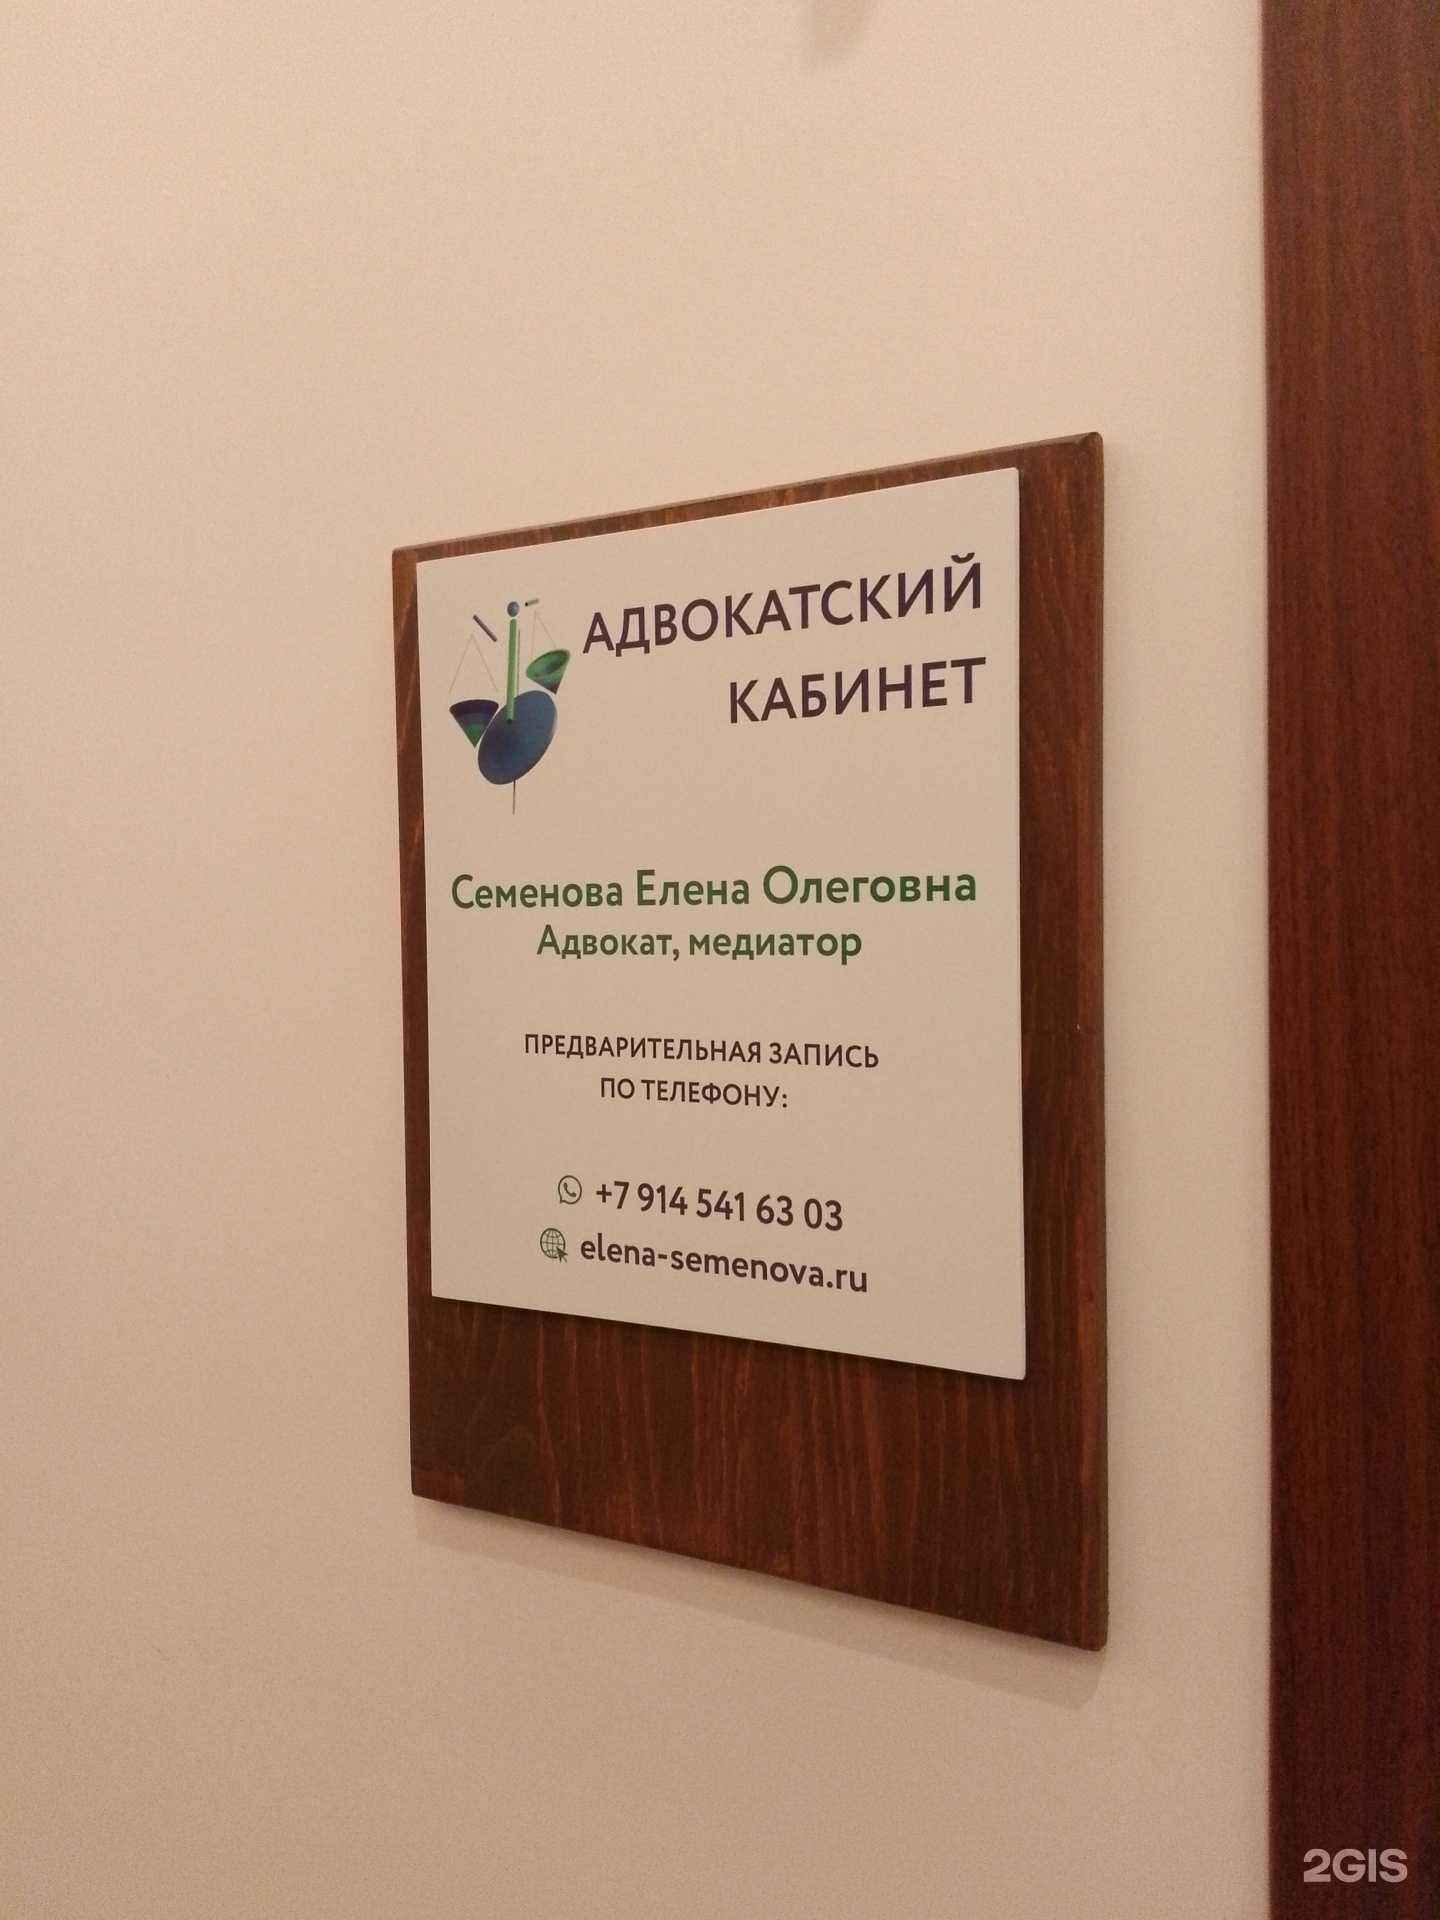 АДВОКАТСКИЙ
КАБИНЕТ
Семенова Елена Олеговна
Адвокат, медиатор
ПРЕДВАРИТЕЛЬНАЯ ЗАПИСЬ
ПО ТЕЛЕФОНУ:
+7 914 541 63 03
elena-semenova.ru
2GIS